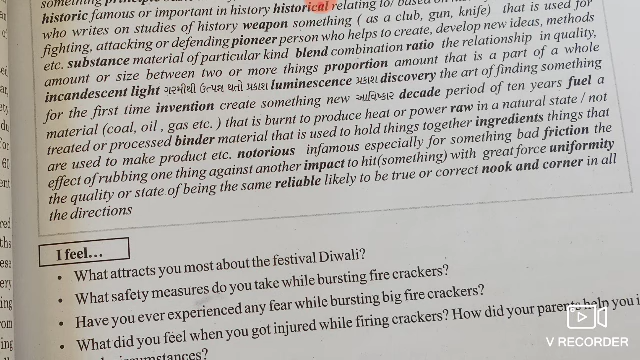 something
historic famous or important in history historical relating to/ based on
who writes on studies of history weapon something ( as a club, gun, knife) that is used for
fighting, attacking or defending pioneer person who helps to create, develop new ideas, methods
etc. substance material of particular kind blend combination ratio the relationship in quality,
amount or size between two or more things proportion amount that is a part of a whole
incandescent light ગરમીથી ઉત્પન્ન થતો પ્રકાશ luminescence પ્રકાશ discovery the art of finding something
for the first time invention create something new આવિષ્કાર decade period of ten years fuel a
material (coal, oil , gas etc. ) that is burnt to produce heat or power raw in a natural state / not
treated or processed binder material that is used to hold things together ingredients things that
are used to make product etc. notorious infamous especially for something bad friction the
effect of rubbing one thing against another impact to hit(something) with great force uniformity
the quality or state of being the same reliable likely to be true or correct nook and corner in all
the directions
I feel...
• What attracts you most about the festival Diwali?
• What safety measures do you take while bursting fire crackers?
• Have you ever experienced any fear while bursting big fire crackers?
• What did you feel when you got injured while firing crackers? How did your parents help you i
circumstances?
V RECORDER